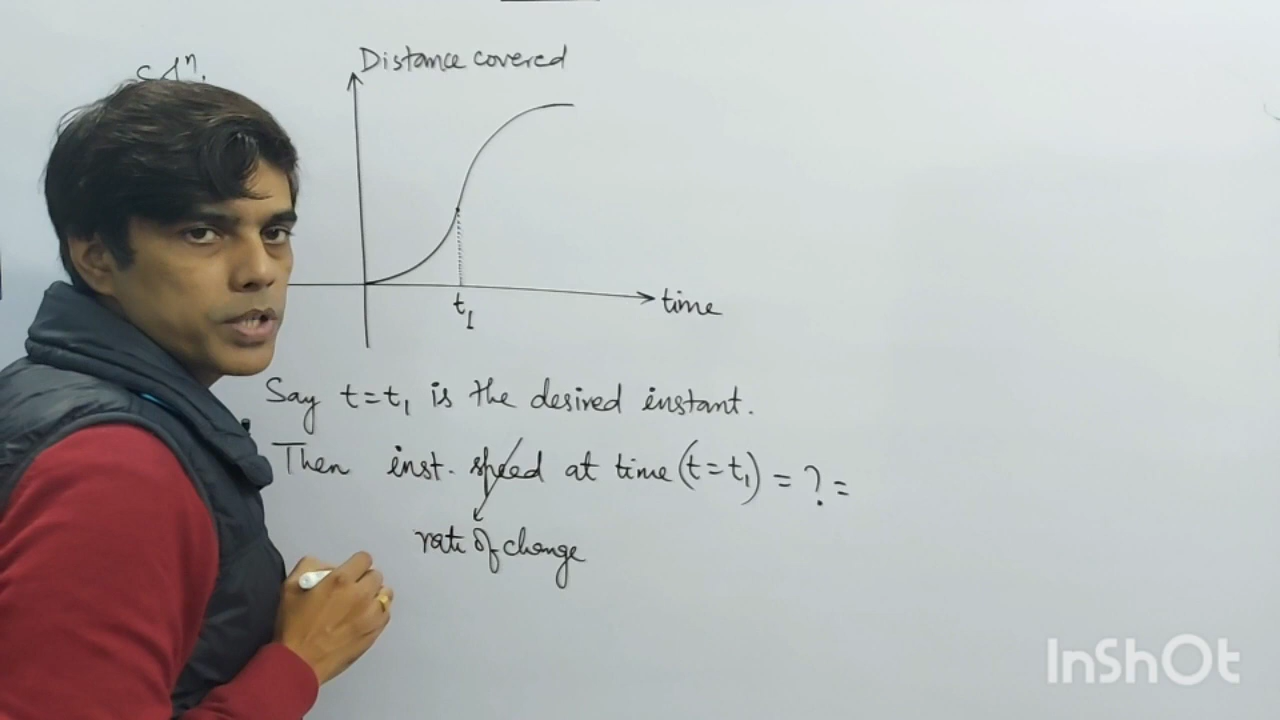 Distance covered
t₁
time
Say t=t₁ is the desired instant.
Then inst. speed at time (t=t₁) = ? =
rate of change
InShOt